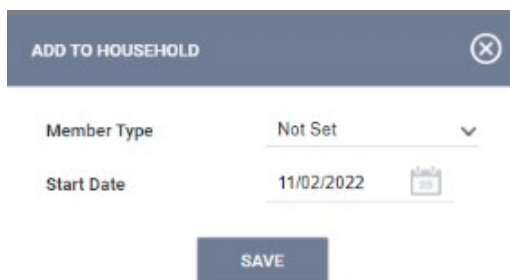 ADD TO HOUSEHOLD
Member Type Not Set
Start Date 11/02/2022
SAVE